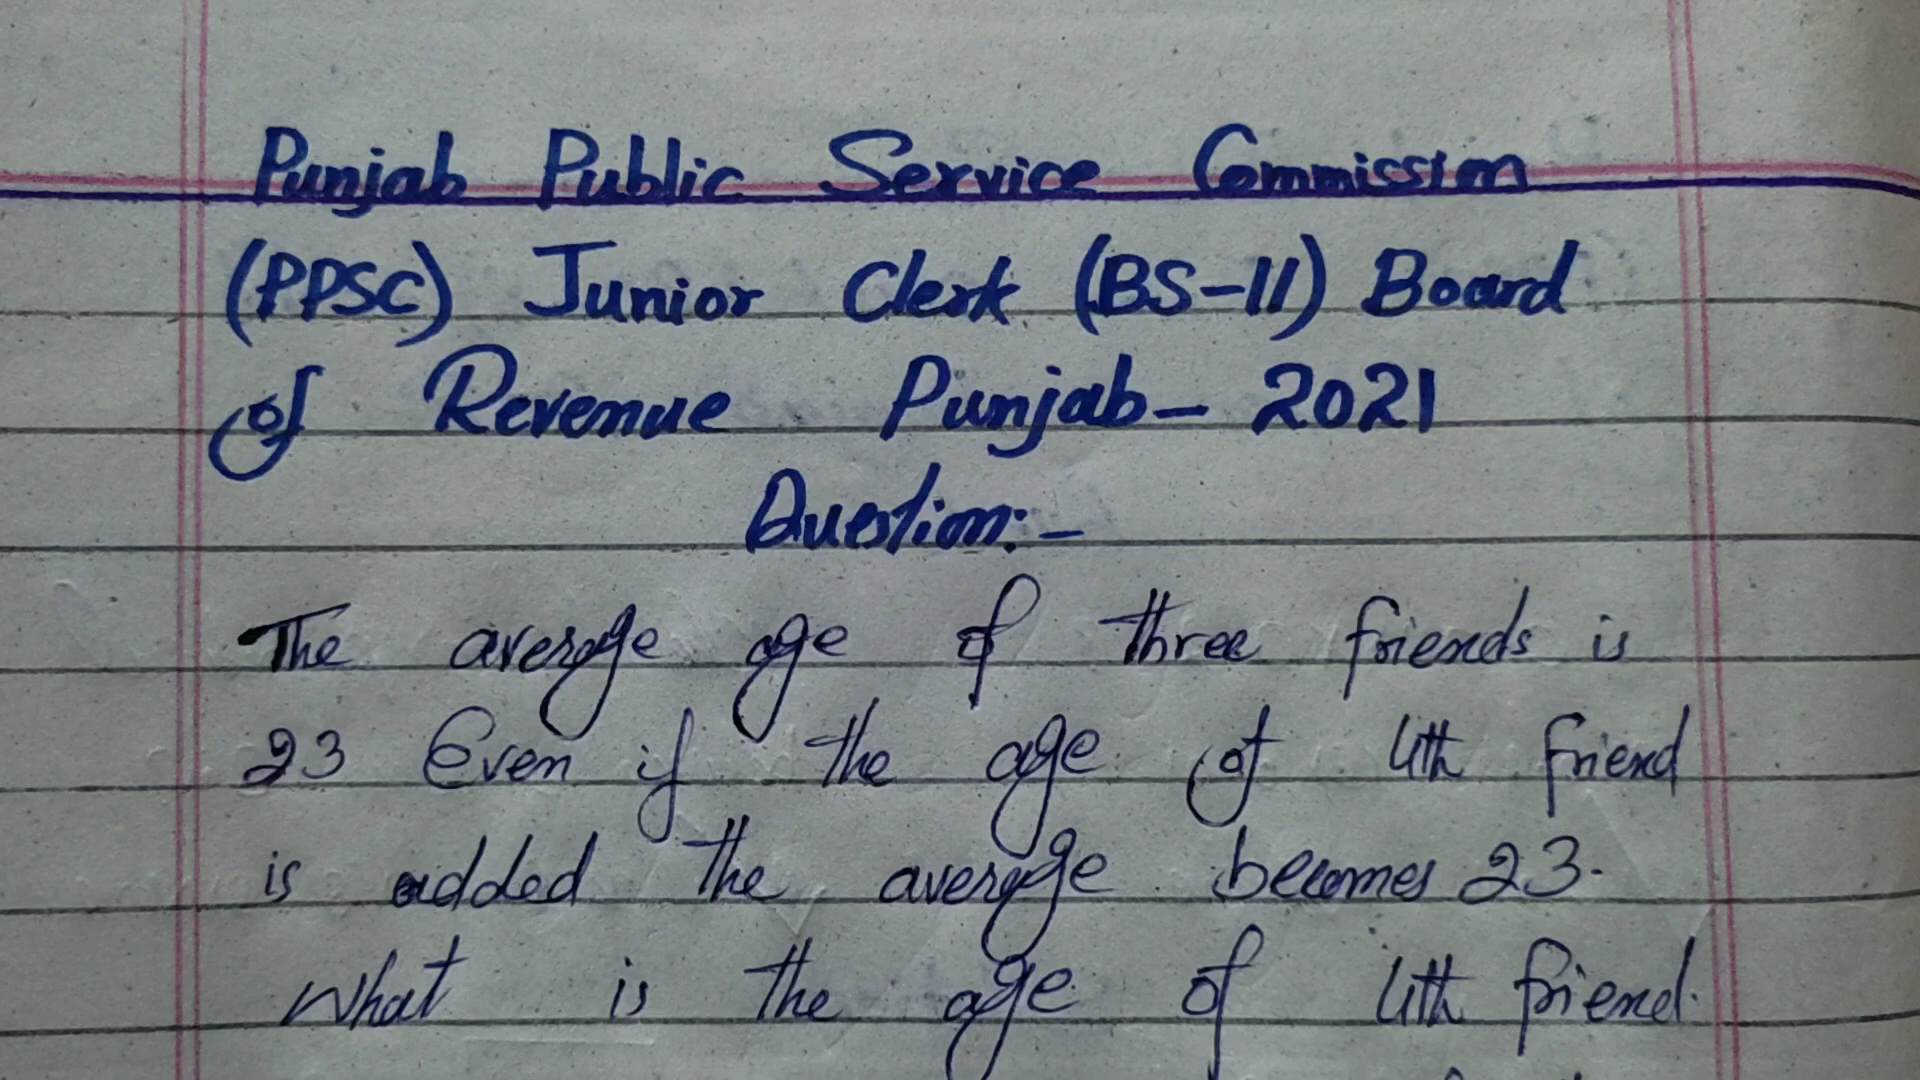 Punjab Public Service Commission
(PPSC) Junior Clerk (BS-11) Board
of Revenue Punjab - 2021
Question:-
The average age of three friends is
23 Even if the age of 4th friend
is added the average becomes 23.
What is the age of 4th friend.